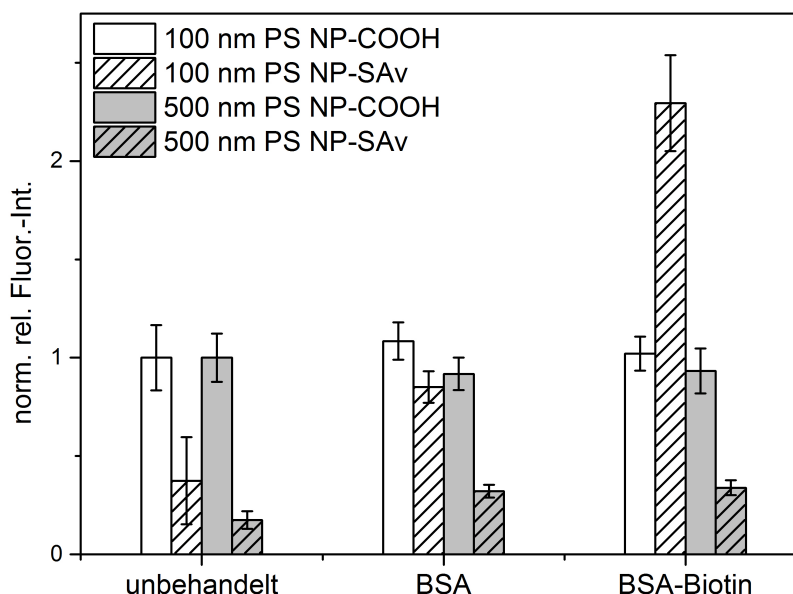 100 nm PS NP-COOH
100 nm PS NP-SAv
500 nm PS NP-COOH
500 nm PS NP-SAv
norm. rel. Fluor.-Int.
2
1
0
unbehandelt BSA BSA-Biotin